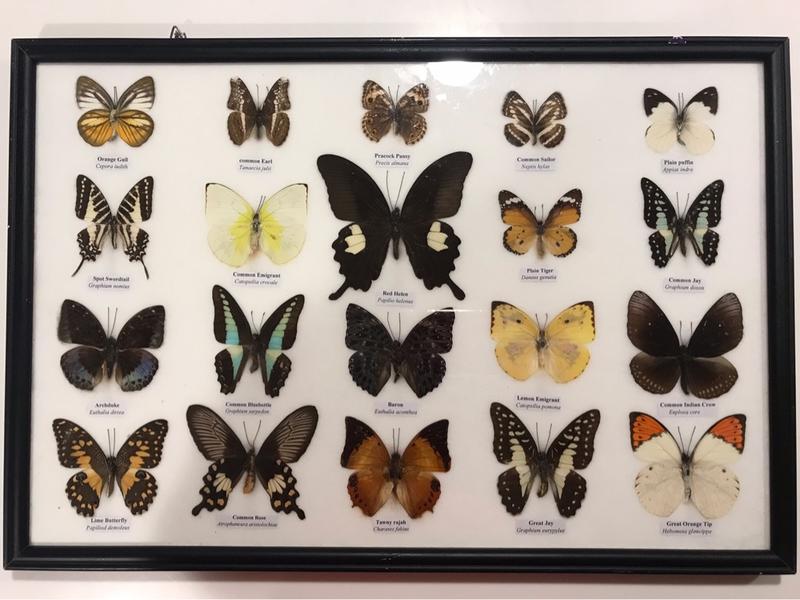 Orange Gull
Cepora iudith
common Earl
Tanaecia julii
Pracock Pansy
Precis almana
Common Sailor
Neptis hylas
Plain puffin
Appias indra
Spot Swordtail
Graphium nomius
Common Emigrant
Catopsilia crocale
Red Helen
Papilio helenus
Plain Tiger
Danaus genutia
Common Jay
Graphium doson
Archduke
Euthalia dirtea
Common Bluebottle
Graphium sarpedon
Baron
Euthalia aconthea
Lemon Emigrant
Catopsilia pomona
Common Indian Crow
Euploea core
Lime Butterfly
Papiliod demoleus
Common Rose
Atrophaneura aristolochiae
Tawny rajah
Charaxes
Great Jay
Graphium eurypylus
Great Orange Tip
Hebomoia glaucippe